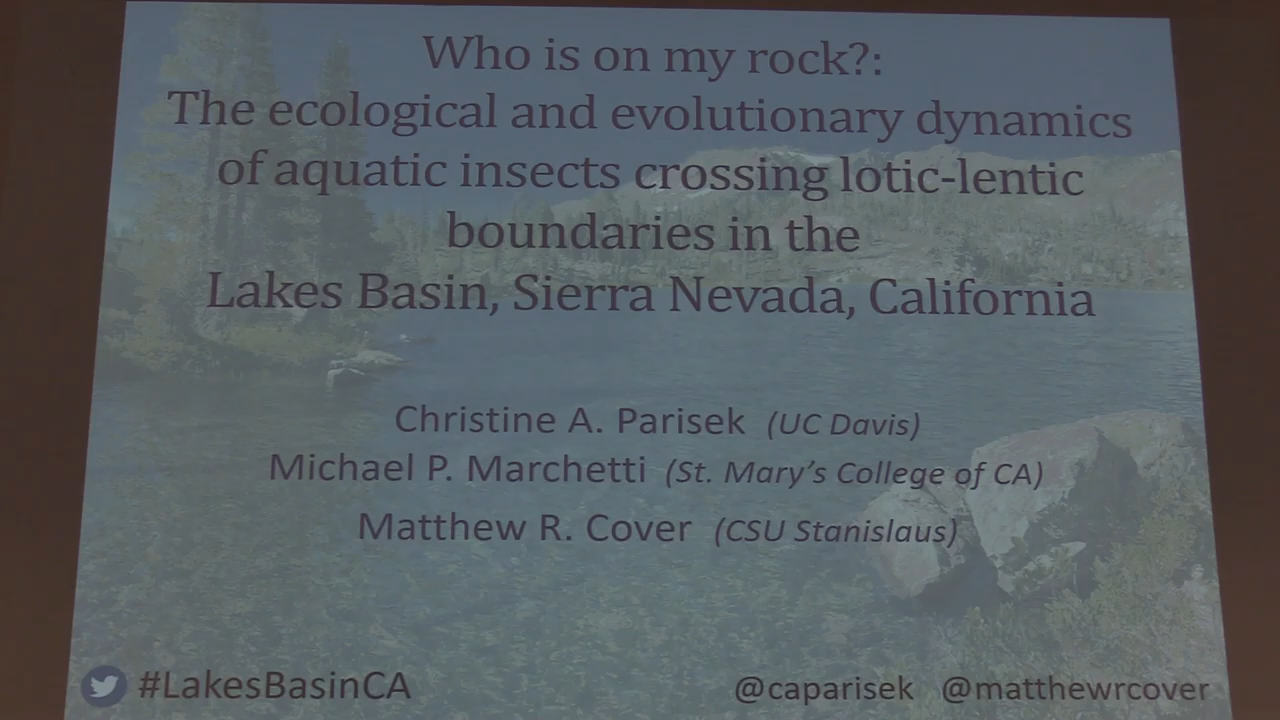 Who is on my rock?:
The ecological and evolutionary dynamics
of aquatic insects crossing lotic-lentic
boundaries in the
Lakes Basin, Sierra Nevada, California
Christine A. Parisek (UC Davis)
Michael P. Marchetti (St. Mary's College of CA)
Matthew R. Cover (CSU Stanislaus)
#LakesBasinCA @caparisek @matthewrcover